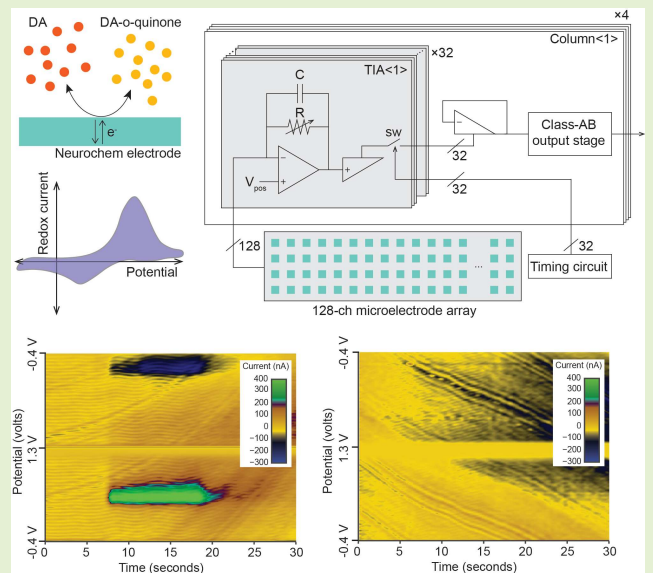 DA
DA-o-quinone
e-
Neurochem electrode
Redox current
Potential
×4
Column<1>
×32
TIA<1>
C
R
SW
Vpos
−
+
+
−
+
32
32
Class-AB
output stage
128
32
Timing circuit
...
128-ch microelectrode array
-0.4 V
1.3 V
-0.4 V
Potential (volts)
Current (nA)
400
300
200
100
0
−100
−200
−300
0
5
10
15
20
25
30
Time (seconds)
-0.4 V
1.3 V
-0.4 V
Potential (volts)
Current (nA)
400
300
200
100
0
−100
−200
−300
0
5
10
15
20
25
30
Time (seconds)